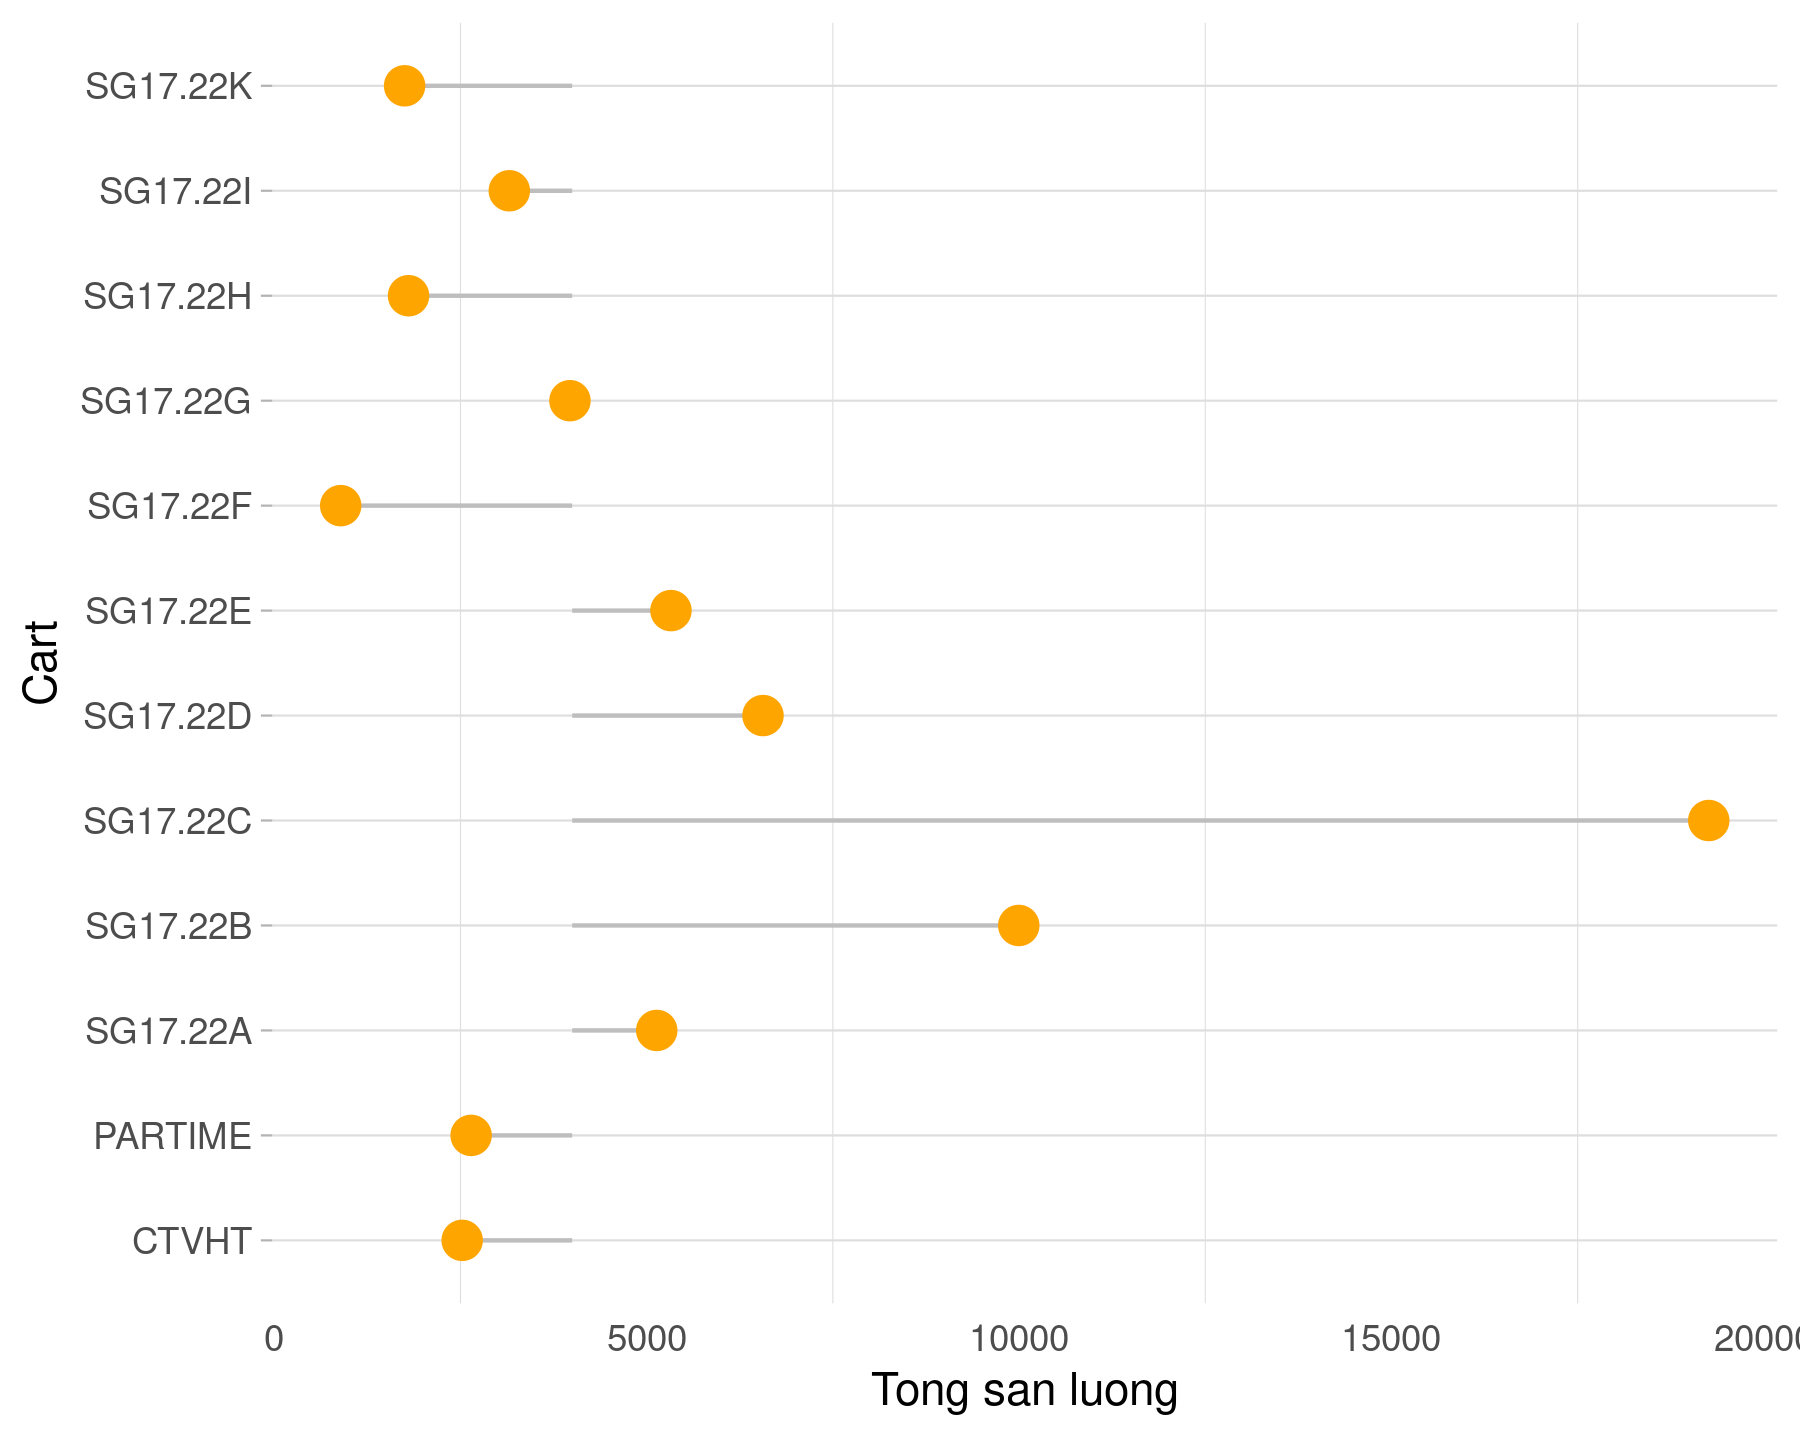 SG17.22K
SG17.22I
SG17.22H
SG17.22G
SG17.22F
SG17.22E
SG17.22D
SG17.22C
SG17.22B
SG17.22A
PARTIME
CTVHT
Cart
0 5000 10000 15000 20000
Tong san luong